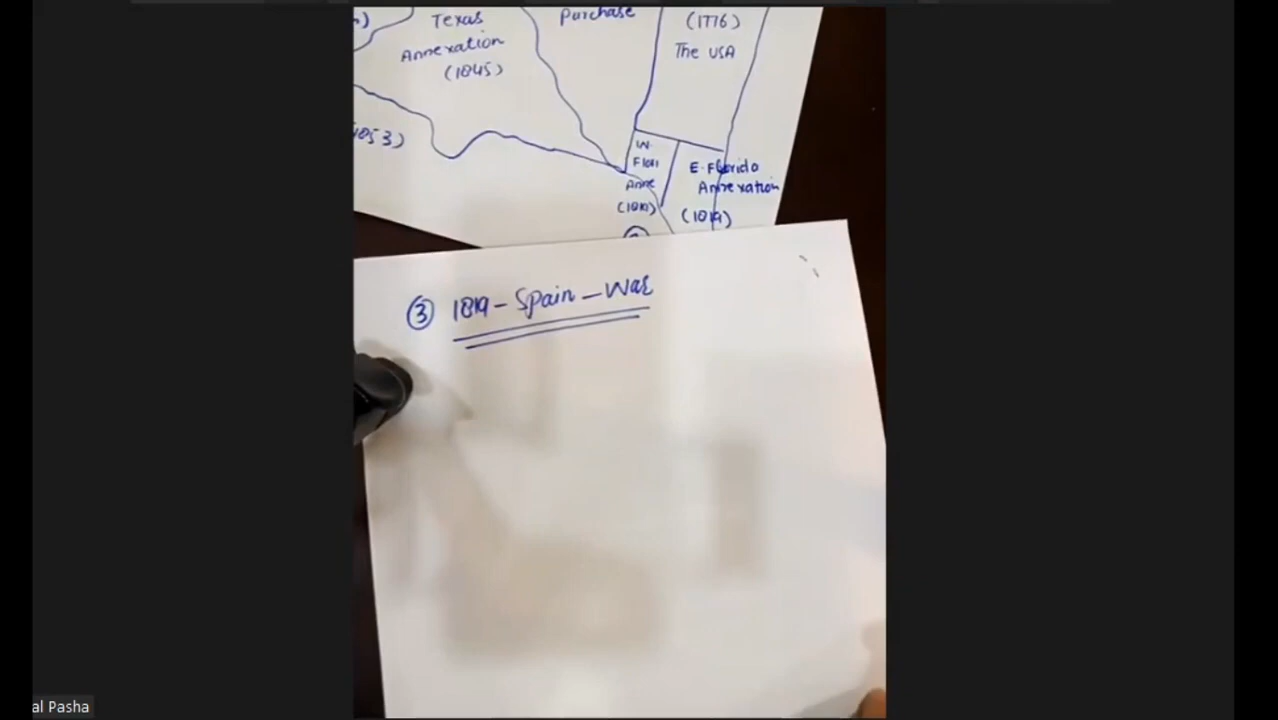 Texas
Annexation
(1845)
Purchase
(1776)
The USA
1853)
W.
Flori
Anne
(1810)
E. Florida
Annexation
(1819)
③ 1819 - Spain - War
al Pasha